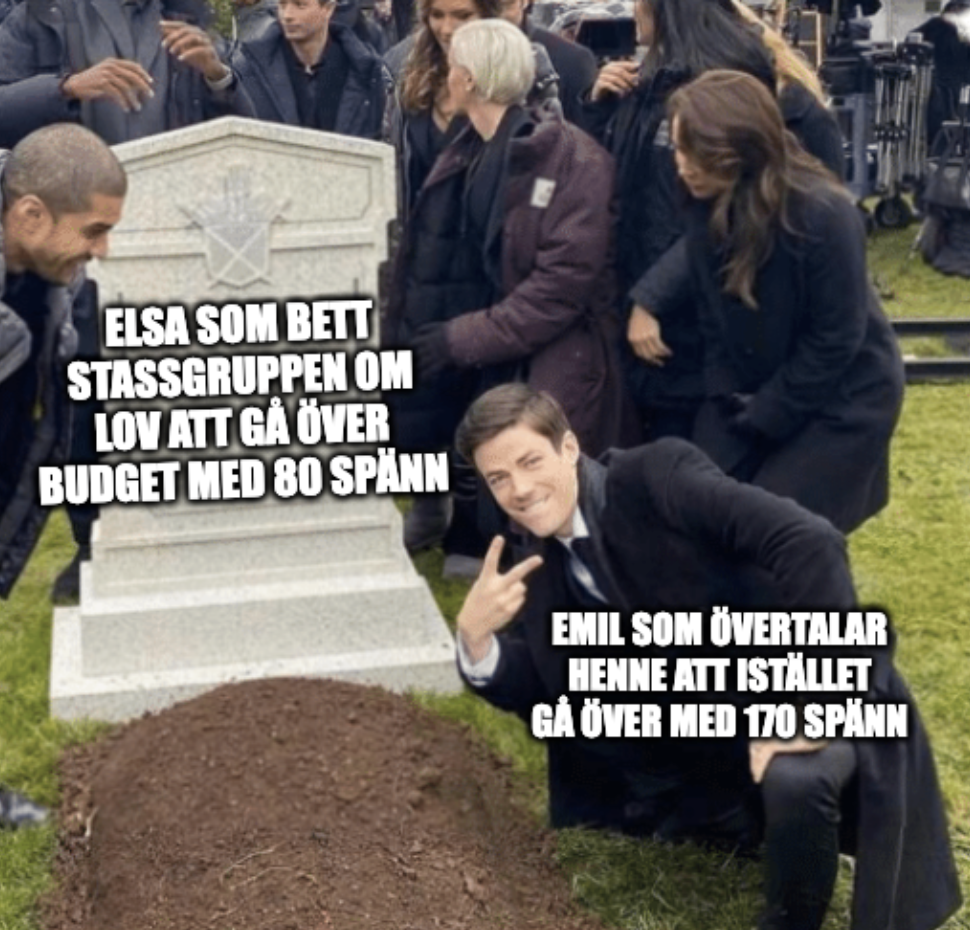 ELSA SOM BETT
STASSGRUPPEN OM
LOV ATT GÅ ÖVER
BUDGET MED 80 SPÄNN
EMIL SOM ÖVERTALAR
HENNE ATT ISTÄLLET
GÅ ÖVER MED 170 SPÄNN